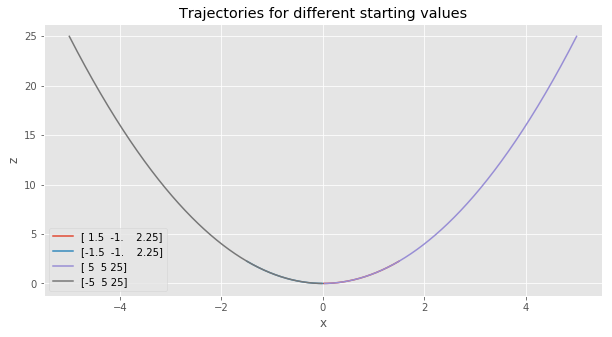 Trajectories for different starting values
25
20
15
10
5
0
z
[ 1.5 -1. 2.25]
[-1.5 -1. 2.25]
[ 5 5 25]
[-5 5 25]
−4 −2 0 2 4
x